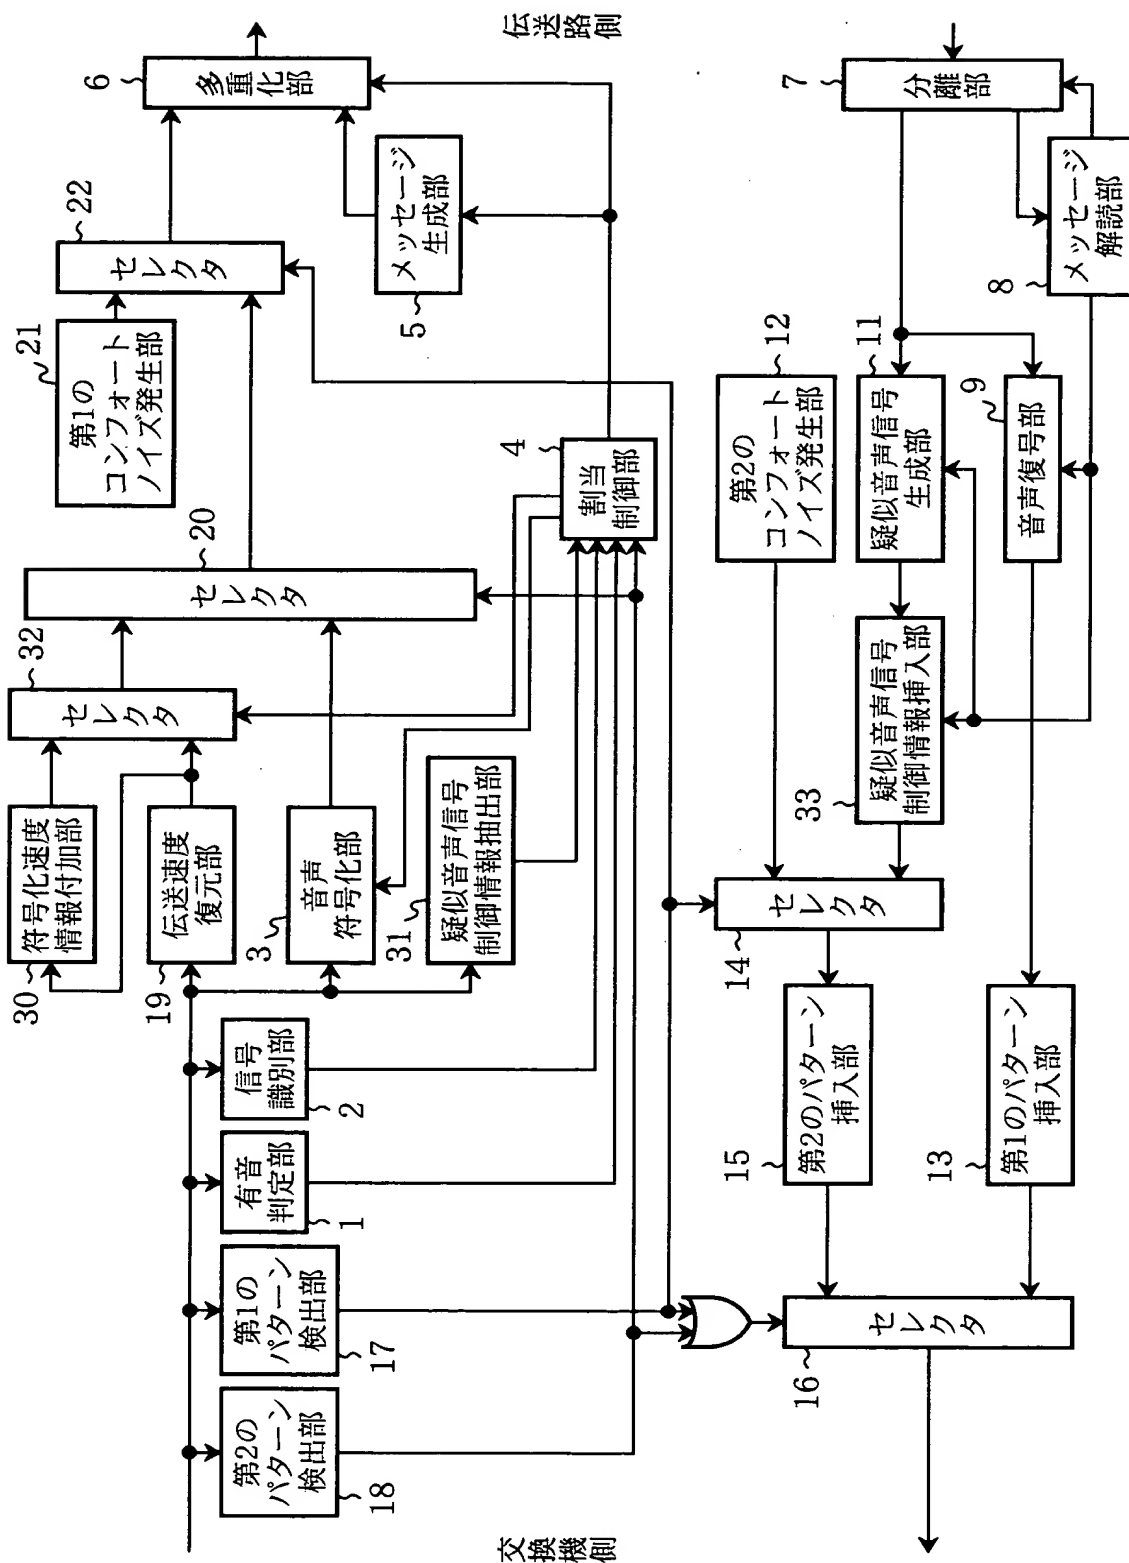 交換機側
伝送路側
第2の
パターン
検出部
18
第1の
パターン
検出部
17
有音
判定部
1
信号
識別部
2
符号化速度
情報付加部
30
伝送速度
復元部
19
音声
符号化部
3
疑似音声信号
制御情報抽出部
31
セレクタ
32
セレクタ
20
第1の
コンフォート
ノイズ発生部
21
セレクタ
22
割当
制御部
4
メッセージ
生成部
5
多重化部
6
分離部
7
メッセージ
解読部
8
音声復号部
9
疑似音声信号
生成部
11
第2の
コンフォート
ノイズ発生部
12
疑似音声信号
制御情報挿入部
33
セレクタ
14
第2のパターン
挿入部
15
第1のパターン
挿入部
13
セレクタ
16